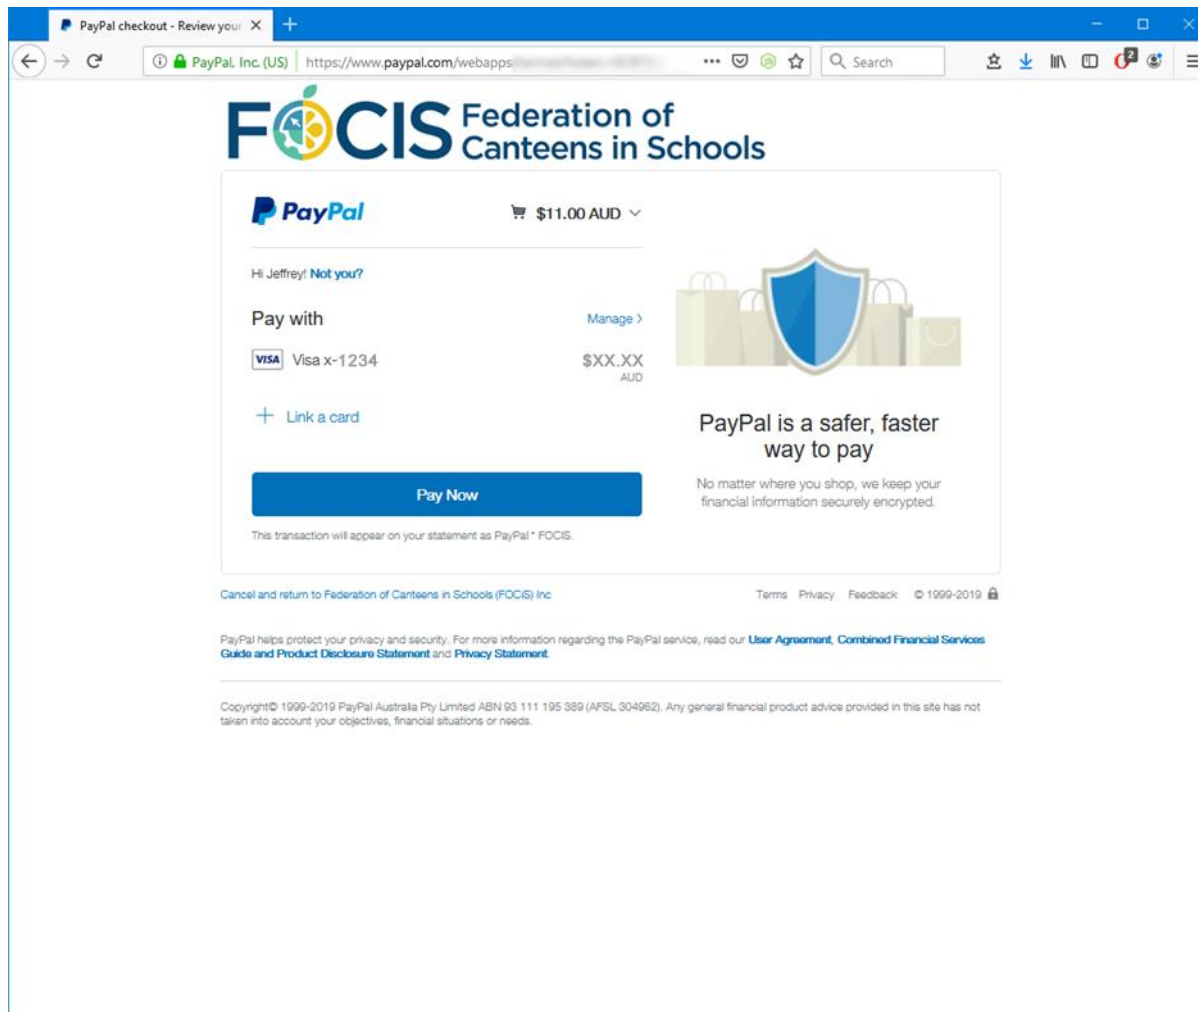 PayPal checkout - Review your
PayPal, Inc. (US) https://www.paypal.com/webapps
Search
2
FOCIS Federation of
Canteens in Schools
PayPal $11.00 AUD
Hi Jeffrey! Not you?
Pay with Manage >
VISA Visa x-1234 $XX.XX
AUD
+ Link a card
Pay Now
This transaction will appear on your statement as PayPal * FOCIS.
PayPal is a safer, faster
way to pay
No matter where you shop, we keep your
financial information securely encrypted.
Cancel and return to Federation of Canteens in Schools (FOCiS) Inc Terms Privacy Feedback © 1999-2019
PayPal helps protect your privacy and security. For more information regarding the PayPal service, read our User Agreement, Combined Financial Services
Guide and Product Disclosure Statement and Privacy Statement.
Copyright© 1999-2019 PayPal Australia Pty Limited ABN 93 111 195 389 (AFSL 304962). Any general financial product advice provided in this site has not
taken into account your objectives, financial situations or needs.